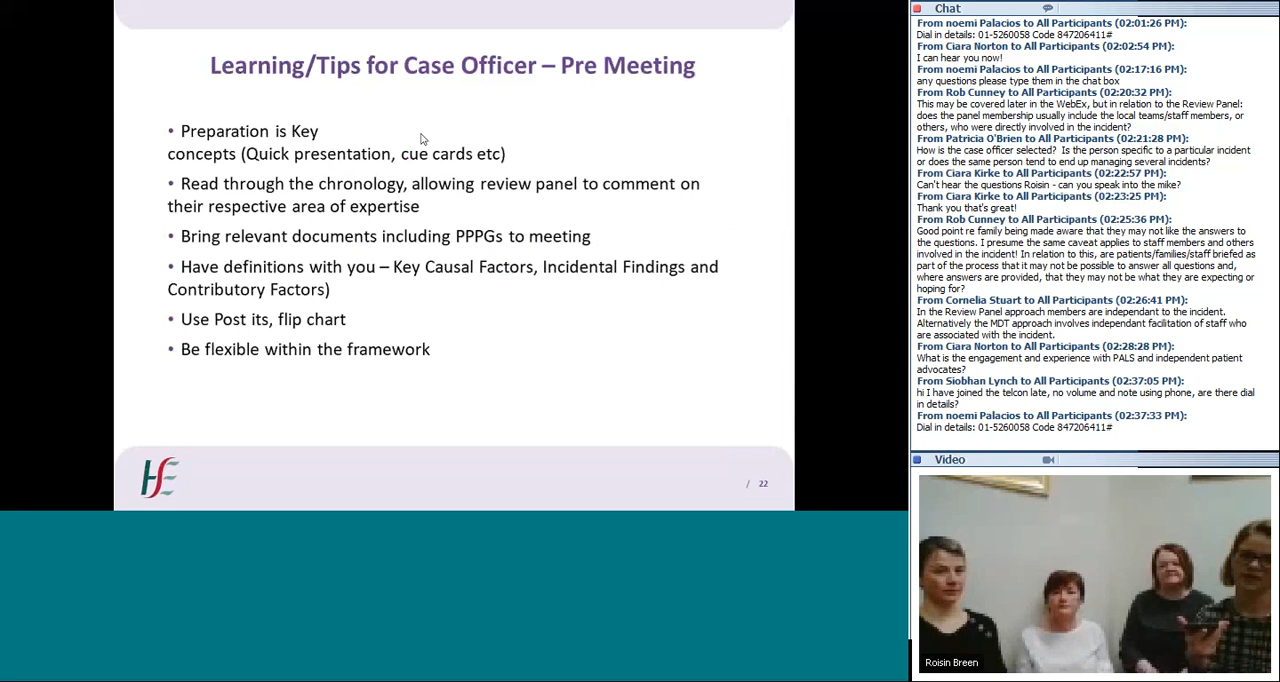 Learning/Tips for Case Officer – Pre Meeting
• Preparation is Key
concepts (Quick presentation, cue cards etc)
• Read through the chronology, allowing review panel to comment on
their respective area of expertise
• Bring relevant documents including PPPGs to meeting
• Have definitions with you – Key Causal Factors, Incidental Findings and
Contributory Factors)
• Use Post its, flip chart
• Be flexible within the framework
HSE
/ 22
Chat
From noemi Palacios to All Participants (02:01:26 PM):
Dial in details: 01-5260058 Code 847206411#
From Ciara Norton to All Participants (02:02:54 PM):
I can hear you now!
From noemi Palacios to All Participants (02:17:16 PM):
any questions please type them in the chat box
From Rob Cunney to All Participants (02:20:32 PM):
This may be covered later in the WebEx, but in relation to the Review Panel:
does the panel membership usually include the local teams/staff members, or
others, who were directly involved in the incident?
From Patricia O'Brien to All Participants (02:21:28 PM):
How is the case officer selected? Is the person specific to a particular incident
or does the same person tend to end up managing several incidents?
From Ciara Kirke to All Participants (02:22:57 PM):
Can't hear the questions Roisin - can you speak into the mike?
From Ciara Kirke to All Participants (02:23:25 PM):
Thank you that's great!
From Rob Cunney to All Participants (02:25:36 PM):
Good point re family being made aware that they may not like the answers to
the questions. I presume the same caveat applies to staff members and others
involved in the incident! In relation to this, are patients/families/staff briefed as
part of the process that it may not be possible to answer all questions and,
where answers are provided, that they may not be what they are expecting or
hoping for?
From Cornelia Stuart to All Participants (02:26:41 PM):
In the Review Panel approach members are independant to the incident.
Alternatively the MDT approach involves independant facilitation of staff who
are associated with the incident.
From Ciara Norton to All Participants (02:28:28 PM):
What is the engagement and experience with PALS and independent patient
advocates?
From Siobhan Lynch to All Participants (02:37:05 PM):
hi I have joined the telcon late, no volume and note using phone, are there dial
in details?
From noemi Palacios to All Participants (02:37:33 PM):
Dial in details: 01-5260058 Code 847206411#
Video
Roisin Breen